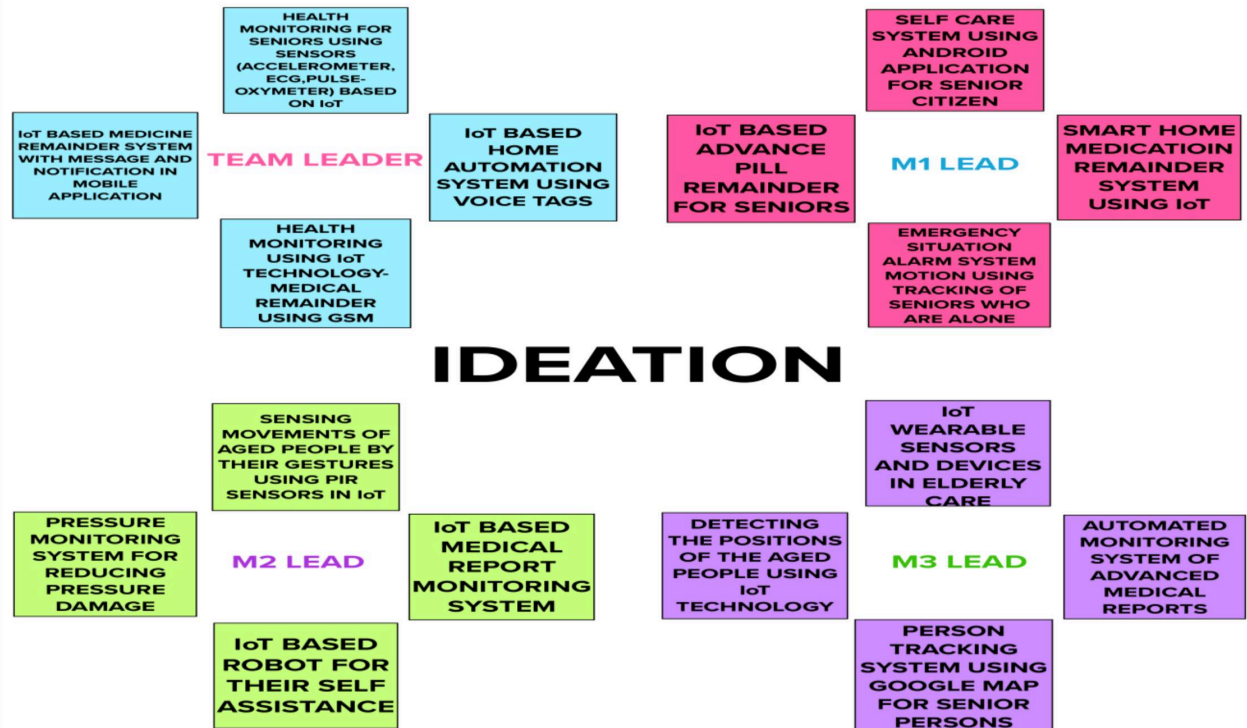 HEALTH
MONITORING FOR
SENIORS USING
SENSORS
(ACCELEROMETER,
ECG,PULSE-
OXYMETER) BASED
ON IoT
IoT BASED MEDICINE
REMAINDER SYSTEM
WITH MESSAGE AND
NOTIFICATION IN
MOBILE
APPLICATION
TEAM LEADER
IoT BASED
HOME
AUTOMATION
SYSTEM USING
VOICE TAGS
HEALTH
MONITORING
USING IoT
TECHNOLOGY-
MEDICAL
REMAINDER
USING GSM
SELF CARE
SYSTEM USING
ANDROID
APPLICATION
FOR SENIOR
CITIZEN
IoT BASED
ADVANCE
PILL
REMAINDER
FOR SENIORS
M1 LEAD
SMART HOME
MEDICATIOIN
REMAINDER
SYSTEM
USING IoT
EMERGENCY
SITUATION
ALARM SYSTEM
MOTION USING
TRACKING OF
SENIORS WHO
ARE ALONE
IDEATION
SENSING
MOVEMENTS OF
AGED PEOPLE BY
THEIR GESTURES
USING PIR
SENSORS IN IoT
PRESSURE
MONITORING
SYSTEM FOR
REDUCING
PRESSURE
DAMAGE
M2 LEAD
IoT BASED
MEDICAL
REPORT
MONITORING
SYSTEM
IoT BASED
ROBOT FOR
THEIR SELF
ASSISTANCE
IoT
WEARABLE
SENSORS
AND DEVICES
IN ELDERLY
CARE
DETECTING
THE POSITIONS
OF THE AGED
PEOPLE USING
IoT
TECHNOLOGY
M3 LEAD
AUTOMATED
MONITORING
SYSTEM OF
ADVANCED
MEDICAL
REPORTS
PERSON
TRACKING
SYSTEM USING
GOOGLE MAP
FOR SENIOR
PERSONS